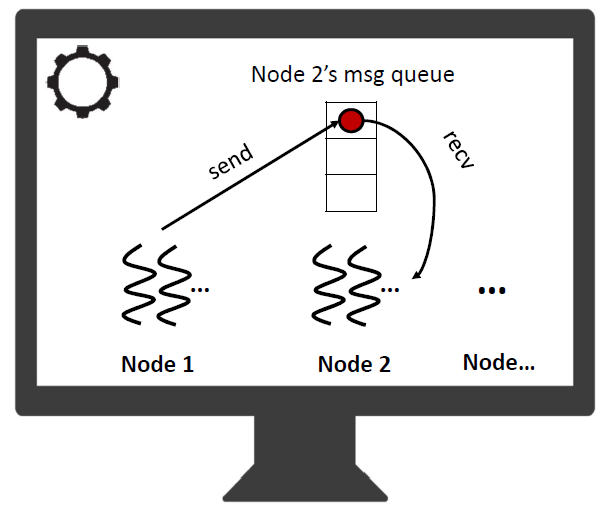 Node 2’s msg queue
send
recv
...
...
...
Node 1
Node 2
Node...